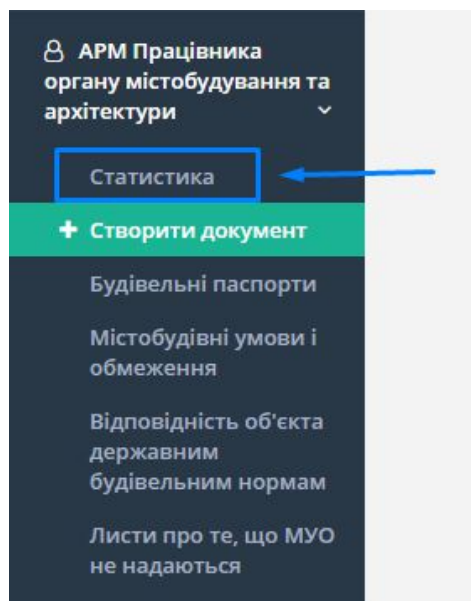 АРМ Працівника
органу містобудування та
архітектури
Статистика
Створити документ
Будівельні паспорти
Містобудівні умови і
обмеження
Відповідність об'єкта
державним
будівельним нормам
Листи про те, що МУО
не надаються